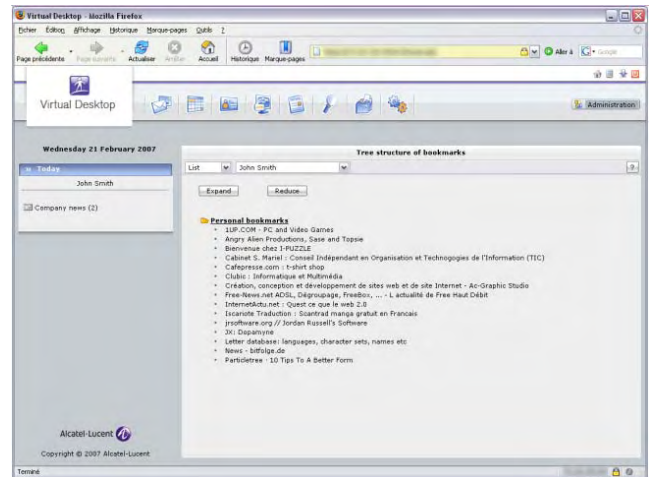 Virtual Desktop - Mozilla Firefox
Fichier Edition Affichage Historique Marque-pages Outils ?
Page précédente Page suivante Actualiser Arrêter Accueil Historique Marque-pages Aller à Google
Virtual Desktop
Administration
Wednesday 21 February 2007
Today
John Smith
Company news (2)
Tree structure of bookmarks
List John Smith ?
Expand Reduce
Personal bookmarks
1UP.COM - PC and Video Games
Angry Alien Productions, Sase and Topsie
Bienvenue chez I-PUZZLE
Cabinet S. Mariel : Conseil Indépendant en Organisation et Technogogies de l'Information (TIC)
Cafepresse.com : t-shirt shop
Clubic : Informatique et Multimédia
Création, conception et développement de sites web et de site Internet - Ac-Graphic Studio
Free-News.net ADSL, Dégroupage, FreeBox, ... - L actualité de Free Haut Débit
InternetActu.net : Quest ce que le web 2.0
Iscariote Traduction : Scantrad manga gratuit en Francais
jrsoftware.org // Jordan Russell's Software
JX: Dopamyne
Letter database: languages, character sets, names etc
News - bitfolge.de
Particletree · 10 Tips To A Better Form
Alcatel-Lucent
Copyright © 2007 Alcatel-Lucent
Terminé